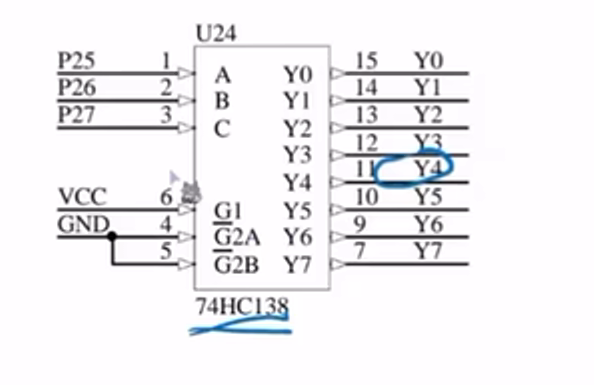 U24
P25 1 A Y0 15 Y0
P26 2 B Y1 14 Y1
P27 3 C Y2 13 Y2
Y3 12 Y3
Y4 11 Y4
VCC 6 G1 Y5 10 Y5
GND 4 G2A Y6 9 Y6
5 G2B Y7 7 Y7
74HC138